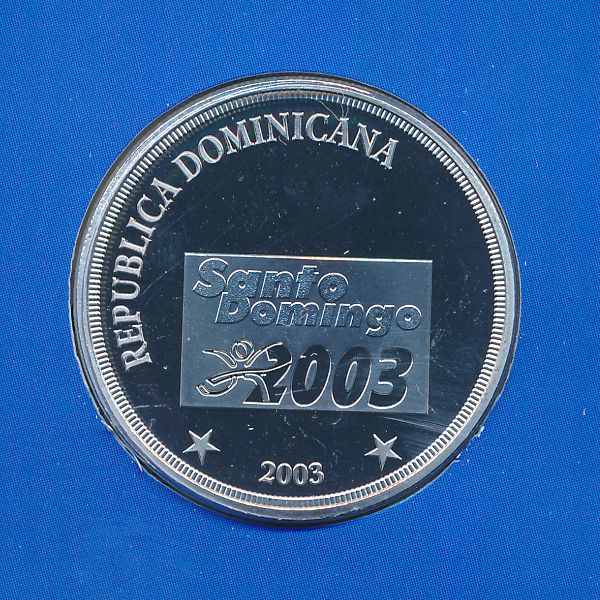 REPUBLICA DOMINICANA
Santo
Domingo
2003
2003